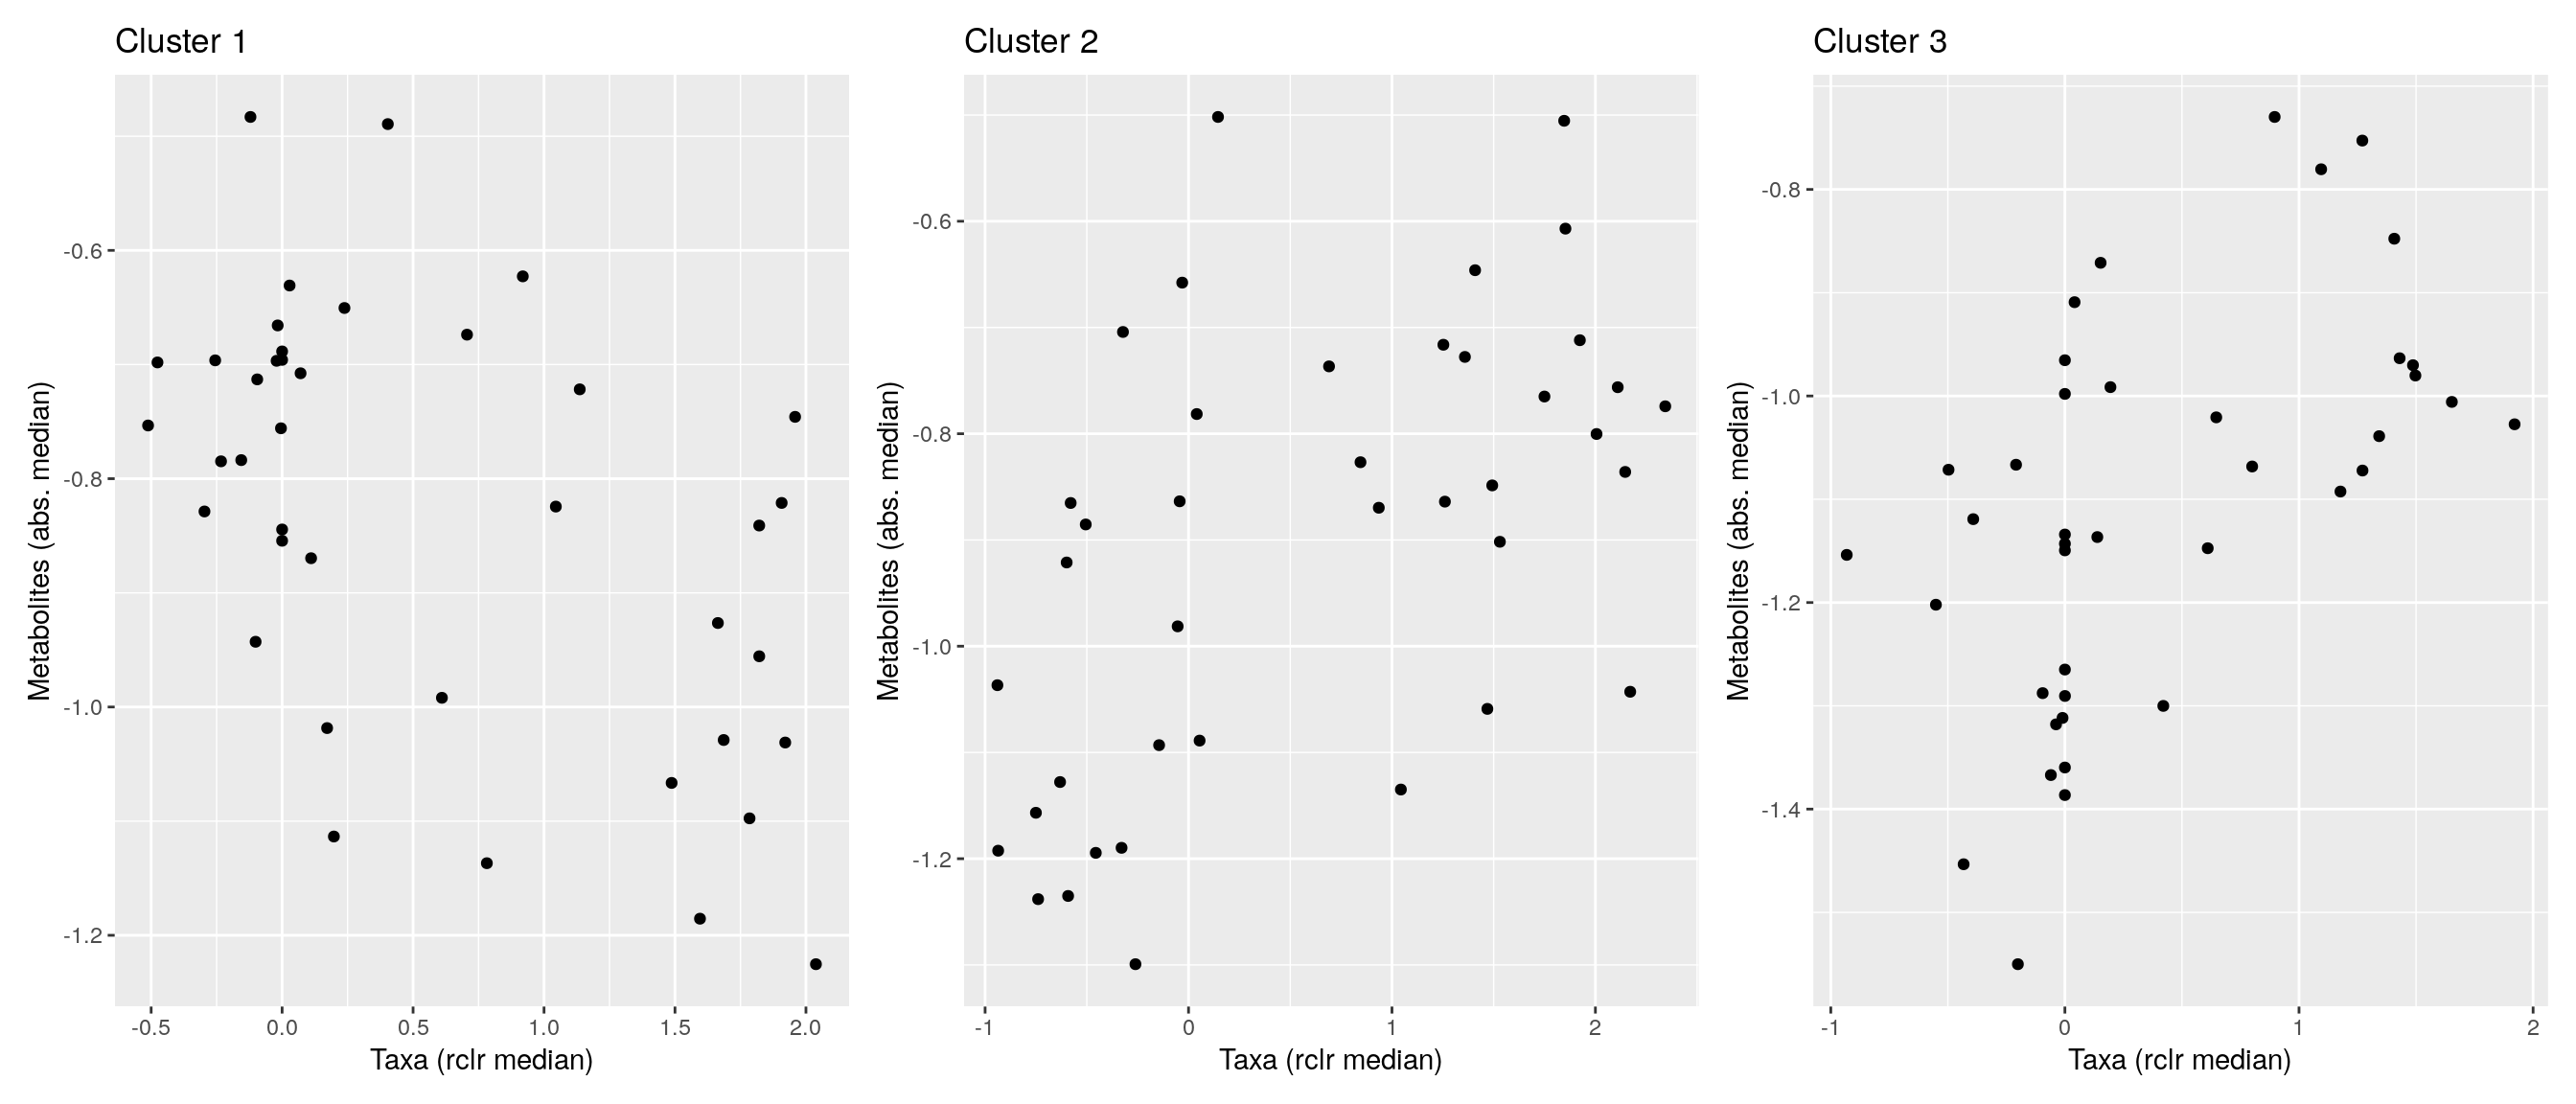 Cluster 1
Metabolites (abs. median)
-0.6
-0.8
-1.0
-1.2
-0.5 0.0 0.5 1.0 1.5 2.0
Taxa (rclr median)
Cluster 2
Metabolites (abs. median)
-0.6
-0.8
-1.0
-1.2
-1 0 1 2
Taxa (rclr median)
Cluster 3
Metabolites (abs. median)
-0.8
-1.0
-1.2
-1.4
-1 0 1 2
Taxa (rclr median)